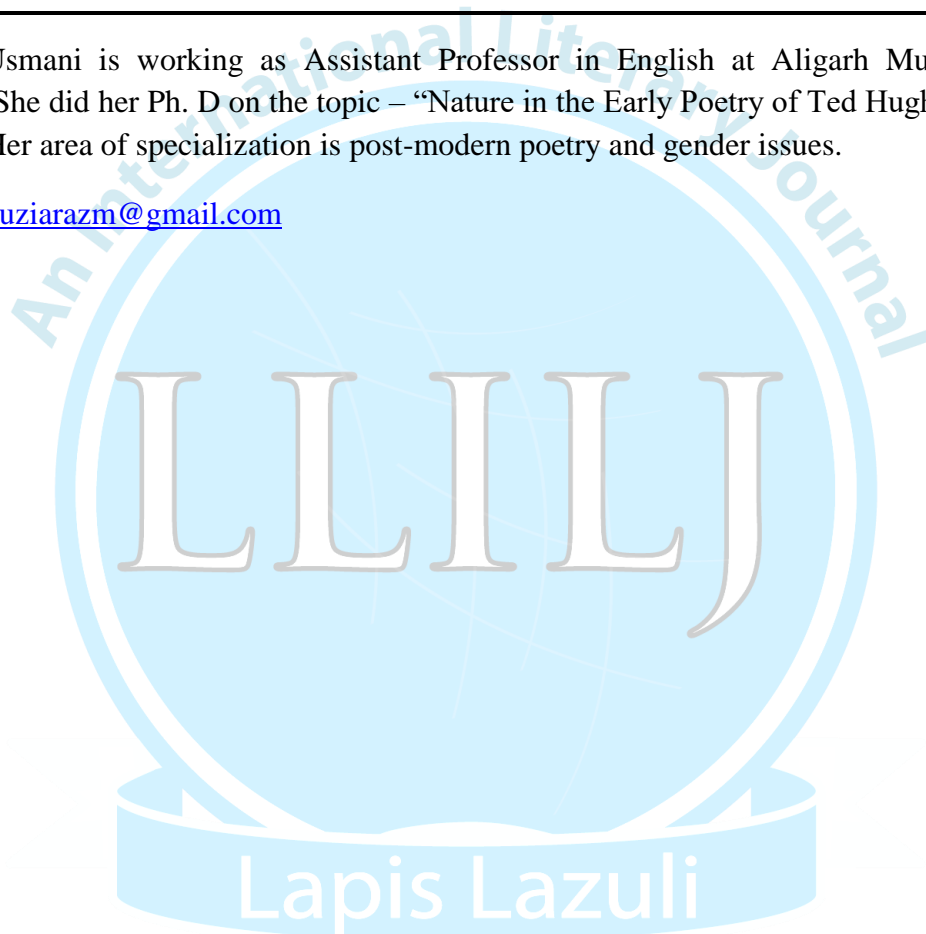 Usmani is working as Assistant Professor in English at Aligarh Mu
She did her Ph. D on the topic – “Nature in the Early Poetry of Ted Hugh
Her area of specialization is post-modern poetry and gender issues.
uziarazm@gmail.com
An International Literary Journal
LLILJ
Lapis Lazuli